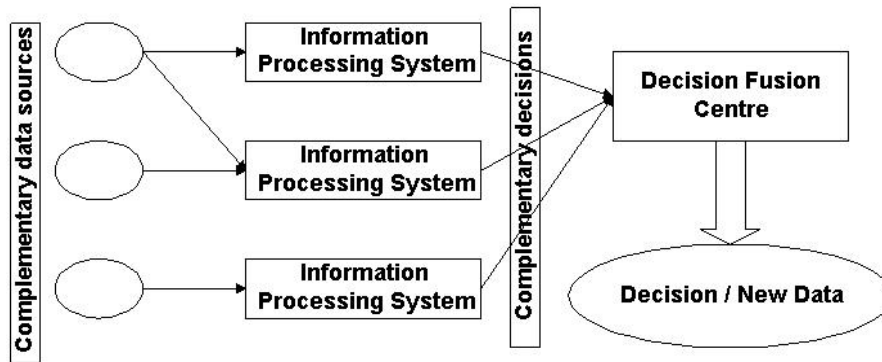 Complementary data sources
Information
Processing System
Information
Processing System
Information
Processing System
Complementary decisions
Decision Fusion
Centre
Decision / New Data